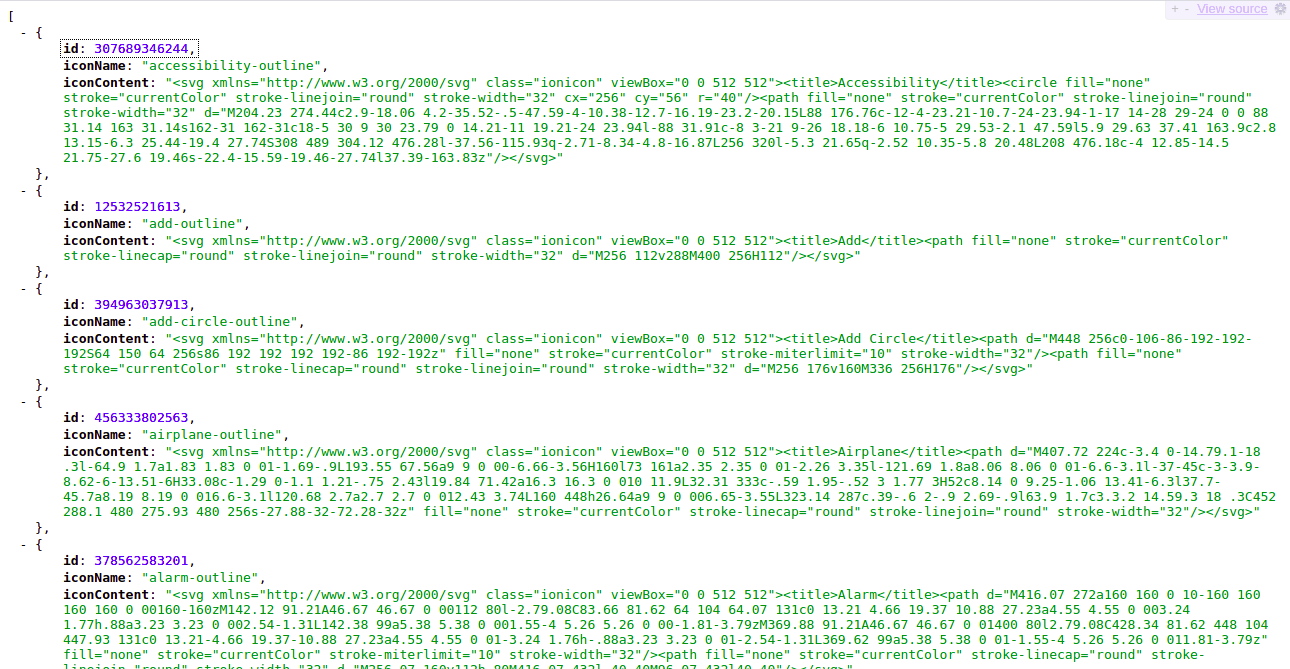 + - View source
[
- {
id: 307689346244,
iconName: "accessibility-outline",
iconContent: "<svg xmlns="http://www.w3.org/2000/svg" class="ionicon" viewBox="0 0 512 512"><title>Accessibility</title><circle fill="none"
stroke="currentColor" stroke-linejoin="round" stroke-width="32" cx="256" cy="56" r="40"/><path fill="none" stroke="currentColor" stroke-linejoin="round"
stroke-width="32" d="M204.23 274.44c2.9-18.06 4.2-35.52-.5-47.59-4-10.38-12.7-16.19-23.2-20.15L88 176.76c-12-4-23.21-10.7-24-23.94-1-17 14-28 29-24 0 0 88
31.14 163 31.14s162-31 162-31c18-5 30 9 30 23.79 0 14.21-11 19.21-24 23.94l-88 31.91c-8 3-21 9-26 18.18-6 10.75-5 29.53-2.1 47.59l5.9 29.63 37.41 163.9c2.8
13.15-6.3 25.44-19.4 27.74S308 489 304.12 476.28l-37.56-115.93q-2.71-8.34-4.8-16.87L256 320l-5.3 21.65q-2.52 10.35-5.8 20.48L208 476.18c-4 12.85-14.5
21.75-27.6 19.46s-22.4-15.59-19.46-27.74l37.39-163.83z"/></svg>"
},
- {
id: 12532521613,
iconName: "add-outline",
iconContent: "<svg xmlns="http://www.w3.org/2000/svg" class="ionicon" viewBox="0 0 512 512"><title>Add</title><path fill="none" stroke="currentColor"
stroke-linecap="round" stroke-linejoin="round" stroke-width="32" d="M256 112v288M400 256H112"/></svg>"
},
- {
id: 394963037913,
iconName: "add-circle-outline",
iconContent: "<svg xmlns="http://www.w3.org/2000/svg" class="ionicon" viewBox="0 0 512 512"><title>Add Circle</title><path d="M448 256c0-106-86-192-192-
192S64 150 64 256s86 192 192 192 192-86 192-192z" fill="none" stroke="currentColor" stroke-miterlimit="10" stroke-width="32"/><path fill="none"
stroke="currentColor" stroke-linecap="round" stroke-linejoin="round" stroke-width="32" d="M256 176v160M336 256H176"/></svg>"
},
- {
id: 456333802563,
iconName: "airplane-outline",
iconContent: "<svg xmlns="http://www.w3.org/2000/svg" class="ionicon" viewBox="0 0 512 512"><title>Airplane</title><path d="M407.72 224c-3.4 0-14.79.1-18
.3l-64.9 1.7a1.83 1.83 0 01-1.69-.9L193.55 67.56a9 9 0 00-6.66-3.56H160l73 161a2.35 2.35 0 01-2.26 3.35l-121.69 1.8a8.06 8.06 0 01-6.6-3.1l-37-45c-3-3.9-
8.62-6-13.51-6H33.08c-1.29 0-1.1 1.21-.75 2.43l19.84 71.42a16.3 16.3 0 010 11.9L32.31 333c-.59 1.95-.52 3 1.77 3H52c8.14 0 9.25-1.06 13.41-6.3l37.7-
45.7a8.19 8.19 0 016.6-3.1l120.68 2.7a2.7 2.7 0 012.43 3.74L160 448h26.64a9 9 0 006.65-3.55L323.14 287c.39-.6 2-.9 2.69-.9l63.9 1.7c3.3.2 14.59.3 18 .3C452
288.1 480 275.93 480 256s-27.88-32-72.28-32z" fill="none" stroke="currentColor" stroke-linecap="round" stroke-linejoin="round" stroke-width="32"/></svg>"
},
- {
id: 378562583201,
iconName: "alarm-outline",
iconContent: "<svg xmlns="http://www.w3.org/2000/svg" class="ionicon" viewBox="0 0 512 512"><title>Alarm</title><path d="M416.07 272a160 160 0 10-160 160
160 160 0 00160-160zM142.12 91.21A46.67 46.67 0 00112 80l-2.79.08C83.66 81.62 64 104 64.07 131c0 13.21 4.66 19.37 10.88 27.23a4.55 4.55 0 003.24
1.77h.88a3.23 3.23 0 002.54-1.31L142.38 99a5.38 5.38 0 001.55-4 5.26 5.26 0 00-1.81-3.79zM369.88 91.21A46.67 46.67 0 01400 80l2.79.08C428.34 81.62 448 104
447.93 131c0 13.21-4.66 19.37-10.88 27.23a4.55 4.55 0 01-3.24 1.76h-.88a3.23 3.23 0 01-2.54-1.31L369.62 99a5.38 5.38 0 01-1.55-4 5.26 5.26 0 011.81-3.79z"
fill="none" stroke="currentColor" stroke-miterlimit="10" stroke-width="32"/><path fill="none" stroke="currentColor" stroke-linecap="round" stroke-
linejoin="round" stroke-width="32" d="M256.07 160v112h-80M416.07 432l-40-40M96.07 432l40-40"/></svg>"